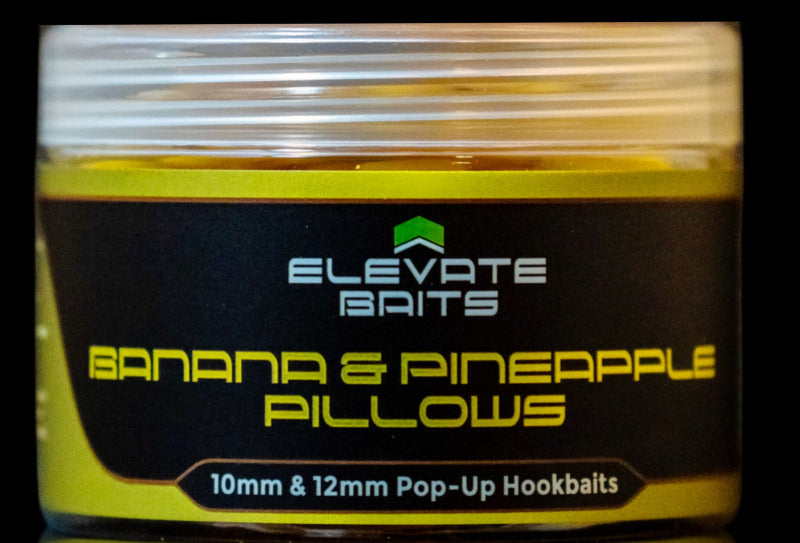 ELEVATE
BAITS
BANANA & PINEAPPLE
PILLOWS
10mm & 12mm Pop-Up Hookbaits